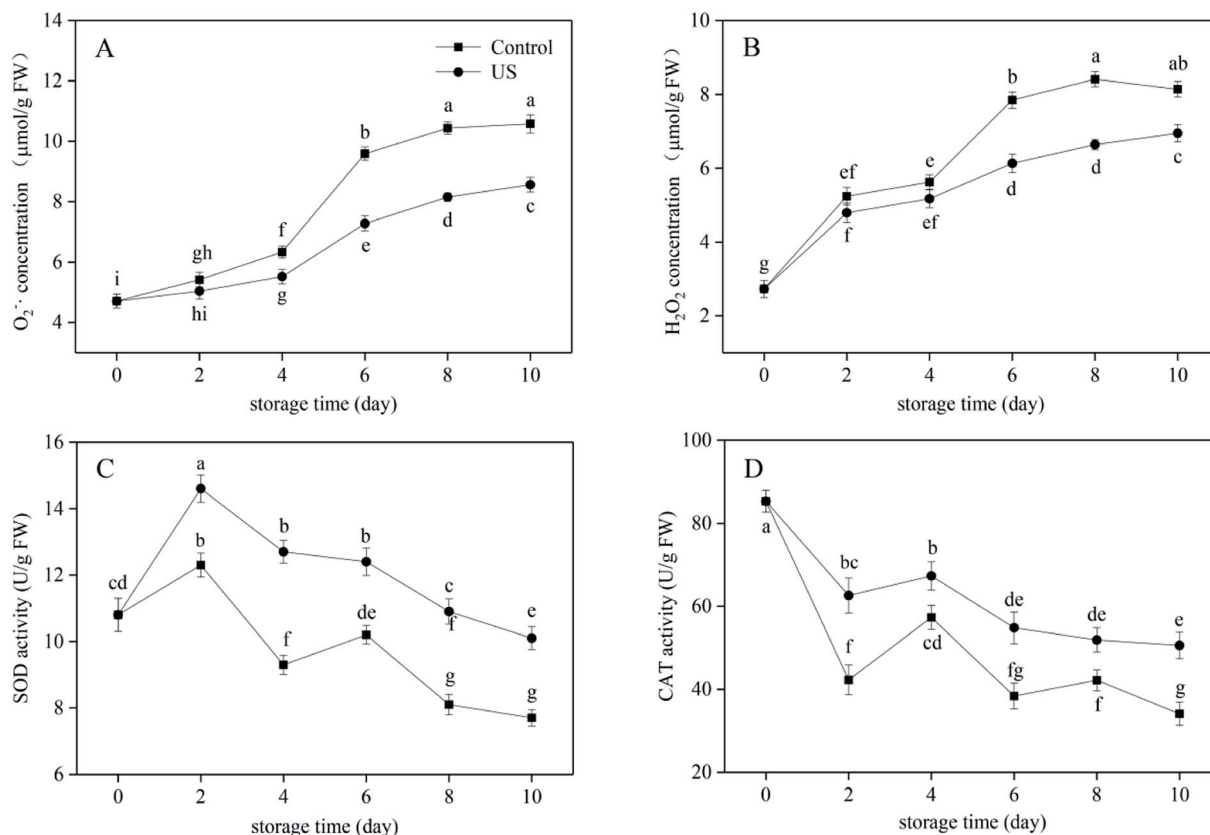 A
Control
US
O₂⁻· concentration (μmol/g FW)
14
12
10
8
6
4
i
gh
hi
f
g
b
e
a
d
a
c
0 2 4 6 8 10
storage time (day)
B
H₂O₂ concentration (μmol/g FW)
10
8
6
4
2
g
ef
f
e
ef
b
d
a
d
ab
c
0 2 4 6 8 10
storage time (day)
C
SOD activity (U/g FW)
16
14
12
10
8
6
cd
a
b
b
f
b
de
c
f
g
e
g
0 2 4 6 8 10
storage time (day)
D
CAT activity (U/g FW)
100
80
60
40
20
a
bc
f
b
cd
de
fg
de
f
e
g
0 2 4 6 8 10
storage time (day)